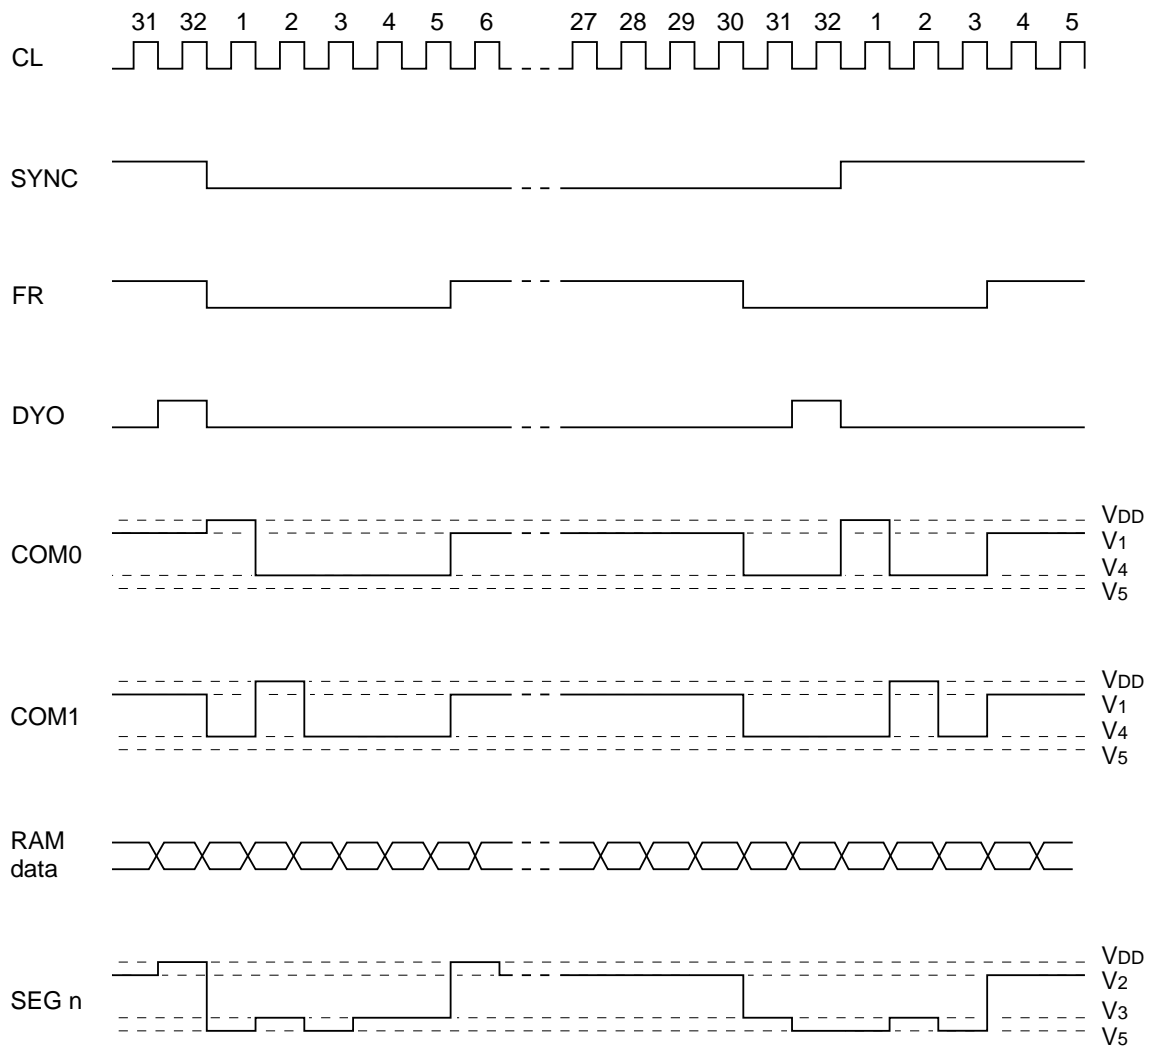 31 32 1 2 3 4 5 6 27 28 29 30 31 32 1 2 3 4 5
CL
SYNC
FR
DYO
COM0
VDD
V1
V4
V5
COM1
VDD
V1
V4
V5
RAM
data
SEG n
VDD
V2
V3
V5